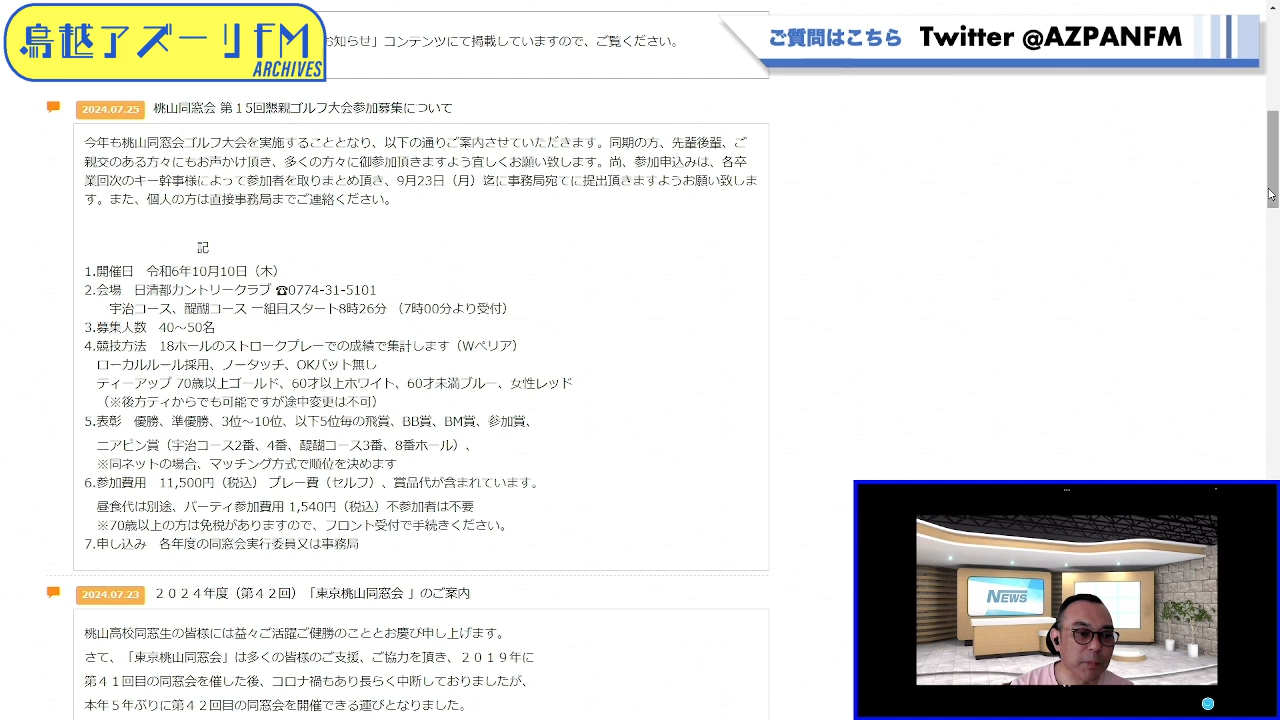 鳥越アズーリFM
ARCHIVES
お知らせ」コンテンツにて掲載していますので、ご覧ください。
ご質問はこちら Twitter @AZPANFM
2024.07.25 桃山同窓会 第１5回懇親ゴルフ大会参加募集について
今年も桃山同窓会ゴルフ大会を実施することとなり、以下の通りご案内させていただきます。同期の方、先輩後輩、ご
親交のある方々にもお声かけ頂き、多くの方々に御参加頂きますよう宜しくお願い致します。尚、参加申込みは、各卒
業回次のキー幹事様によって参加者を取りまとめ頂き、9月23日（月）迄に事務局宛てに提出頂きますようお願い致しま
す。また、個人の方は直接事務局までご連絡ください。
記
1.開催日　令和6年10月10日（木）
2.会場　日清都カントリークラブ ☎0774-31-5101
宇治コース、醍醐コース 一組目スタート8時26分 （7時00分より受付）
3.募集人数　40～50名
4.競技方法　18ホールのストロークプレーでの成績で集計します（Wペリア）
ローカルルール採用、ノータッチ、OKパット無し
ティーアップ 70歳以上ゴールド、60才以上ホワイト、60才未満ブルー、女性レッド
（※後方ティからでも可能ですが途中変更は不可）
5.表彰　優勝、準優勝、3位～10位、以下5位毎の飛賞、BB賞、BM賞、参加賞、
ニアピン賞（宇治コース2番、4番、醍醐コース3番、8番ホール）、
※同ネットの場合、マッチング方式で順位を決めます
6.参加費用　11,500円（税込） プレー費（セルフ）、賞品代が含まれています。
昼食代は別途、パーティ参加費用 1,540円（税込）不参加者は不要
※70歳以上の方は免税がありますので、フロント受付で手続きください。
7.申し込み　各年度の同窓会実行委員又は事務局
2024.07.23 ２０２４年度（第４２回）「東京桃山同窓会 」のご案内
桃山高校同窓生の皆様には益々ご活躍ご健勝のことお慶び申し上げます。
さて、「東京桃山同窓会」は多くの皆様のご支援、ご協力を頂き、２０１９年に
第４１回目の同窓会を催した後、コロナ禍もあり長らく中断しておりましたが、
本年５年ぶりに第４２回目の同窓会を開催できる運びとなりました。
NEWS